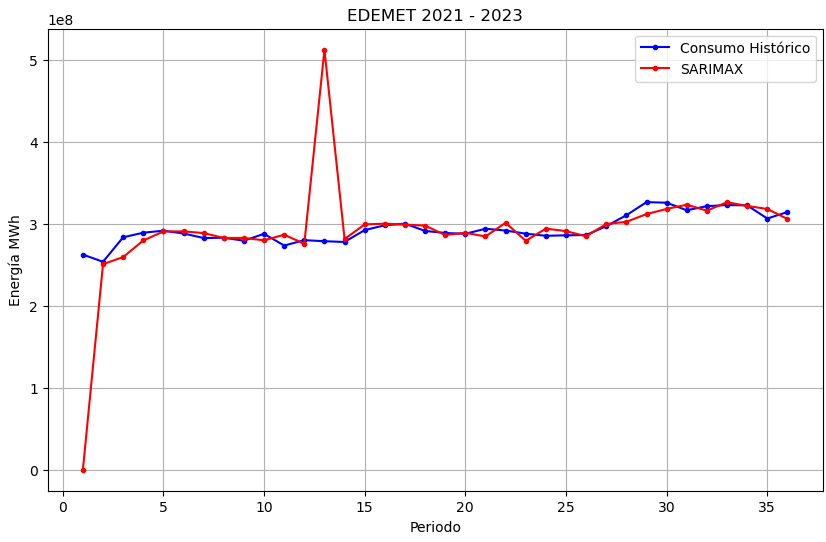 EDEMET 2021 - 2023
1e8
Consumo Histórico
SARIMAX
5
4
3
2
1
0
Energía MWh
0 5 10 15 20 25 30 35
Periodo